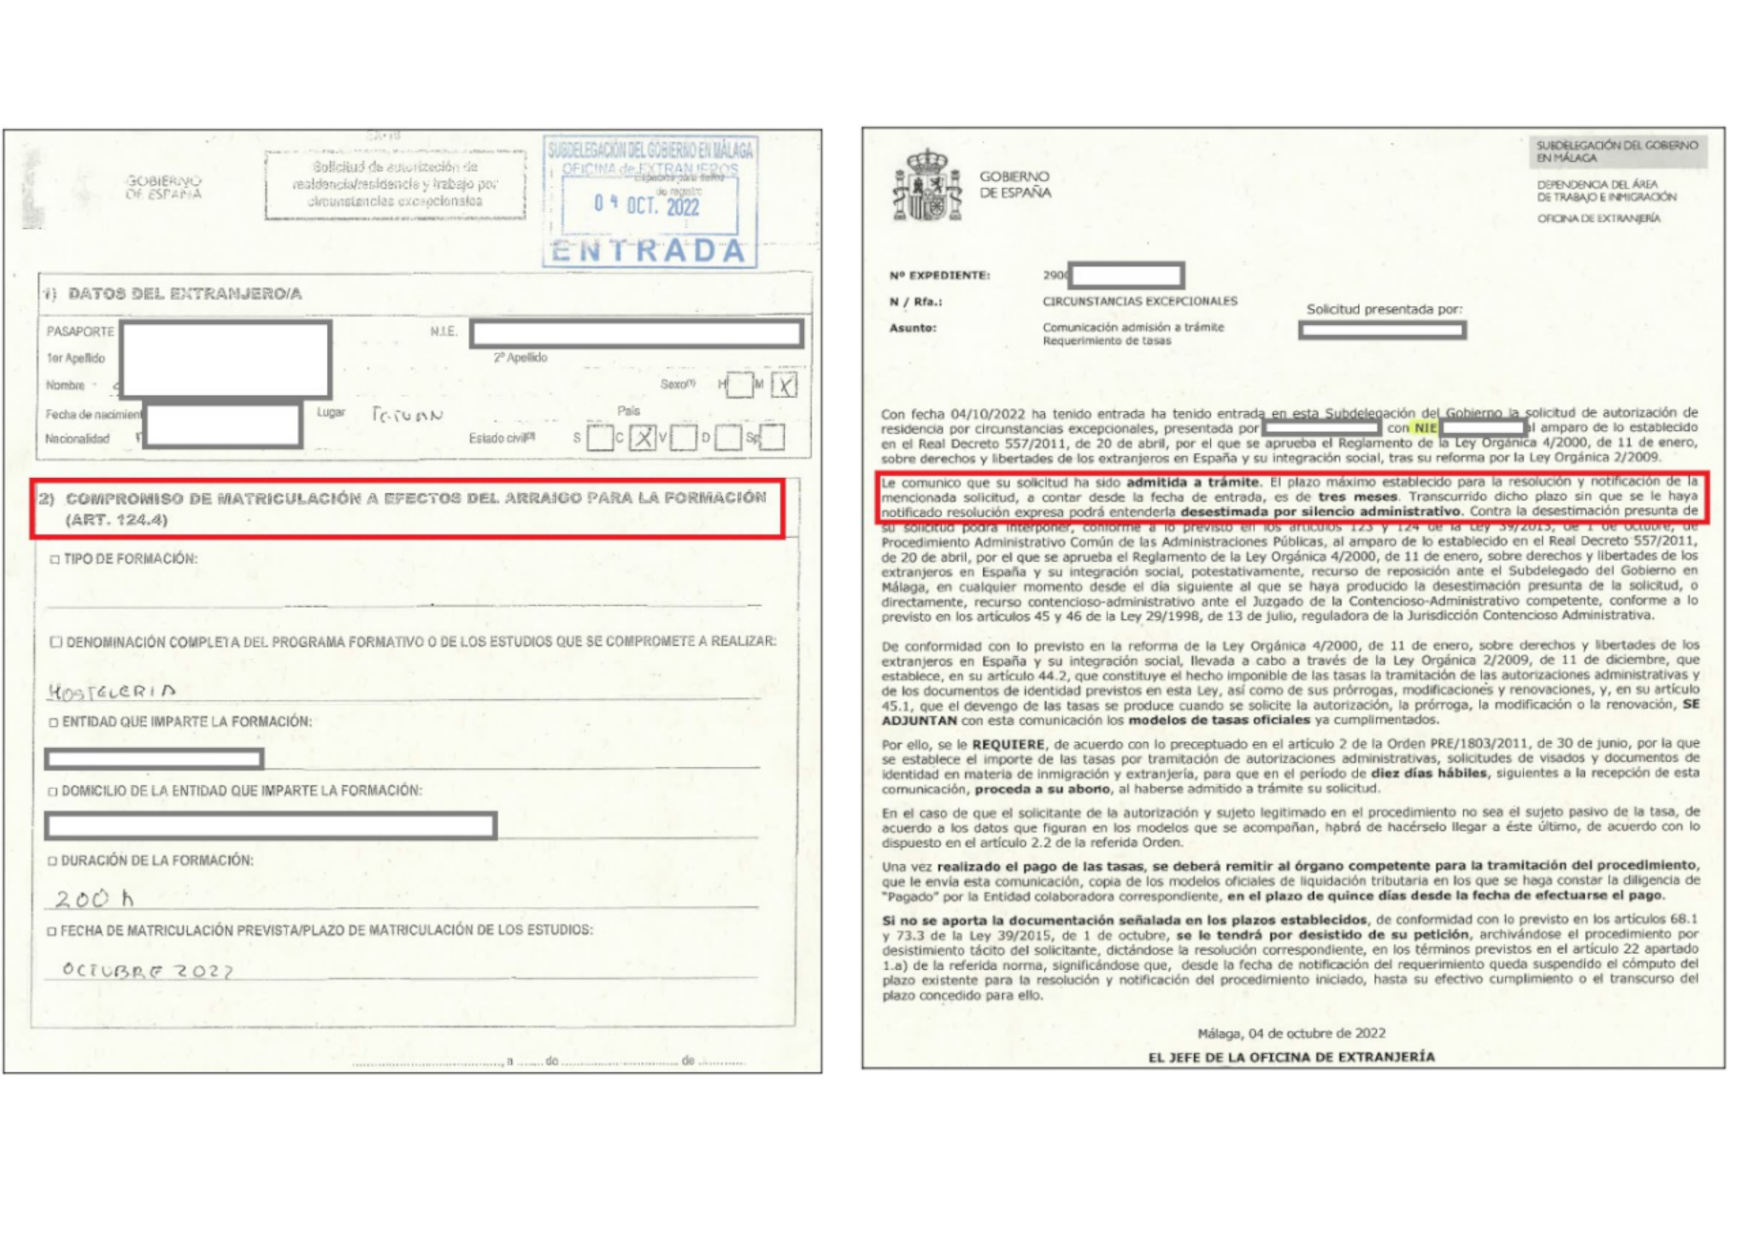 EX-10
GOBIERNO
DE ESPAÑA
Solicitud de autorización de
residencia/residencia y trabajo por
circunstancias excepcionales
SUBDELEGACIÓN DEL GOBIERNO EN MÁLAGA
OFICINA de EXTRANJEROS
de registro
04 OCT. 2022
ENTRADA
1) DATOS DEL EXTRANJERO/A
PASAPORTE N.I.E.
1er Apellido 2º Apellido
Nombre Sexo(1) H M X
Fecha de nacimient Lugar TETUAN País
Nacionalidad Estado civil(2) S C X V D Sp
2) COMPROMISO DE MATRICULACIÓN A EFECTOS DEL ARRAIGO PARA LA FORMACIÓN
(ART. 124.4)
□ TIPO DE FORMACIÓN:
□ DENOMINACIÓN COMPLETA DEL PROGRAMA FORMATIVO O DE LOS ESTUDIOS QUE SE COMPROMETE A REALIZAR:
HOSTELERIA
□ ENTIDAD QUE IMPARTE LA FORMACIÓN:
□ DOMICILIO DE LA ENTIDAD QUE IMPARTE LA FORMACIÓN:
□ DURACIÓN DE LA FORMACIÓN:
200 h
□ FECHA DE MATRICULACIÓN PREVISTA/PLAZO DE MATRICULACIÓN DE LOS ESTUDIOS:
OCTUBRE 2022
de de
GOBIERNO
DE ESPAÑA
SUBDELEGACIÓN DEL GOBIERNO
EN MÁLAGA
DEPENDENCIA DEL ÁREA
DE TRABAJO E INMIGRACIÓN
OFICINA DE EXTRANJERÍA
Nº EXPEDIENTE: 290
N / Rfa.: CIRCUNSTANCIAS EXCEPCIONALES
Asunto: Comunicación admisión a trámite
Requerimiento de tasas
Solicitud presentada por:
Con fecha 04/10/2022 ha tenido entrada ha tenido entrada en esta Subdelegación del Gobierno la solicitud de autorización de
residencia por circunstancias excepcionales, presentada por con NIE al amparo de lo establecido
en el Real Decreto 557/2011, de 20 de abril, por el que se aprueba el Reglamento de la Ley Orgánica 4/2000, de 11 de enero,
sobre derechos y libertades de los extranjeros en España y su integración social, tras su reforma por la Ley Orgánica 2/2009.
Le comunico que su solicitud ha sido admitida a trámite. El plazo máximo establecido para la resolución y notificación de la
mencionada solicitud, a contar desde la fecha de entrada, es de tres meses. Transcurrido dicho plazo sin que se le haya
notificado resolución expresa podrá entenderla desestimada por silencio administrativo. Contra la desestimación presunta de
su solicitud podrá interponer, conforme a lo previsto en los artículos 123 y 124 de la Ley 39/2015, de 1 de octubre, de
Procedimiento Administrativo Común de las Administraciones Públicas, al amparo de lo establecido en el Real Decreto 557/2011,
de 20 de abril, por el que se aprueba el Reglamento de la Ley Orgánica 4/2000, de 11 de enero, sobre derechos y libertades de los
extranjeros en España y su integración social, potestativamente, recurso de reposición ante el Subdelegado del Gobierno en
Málaga, en cualquier momento desde el día siguiente al que se haya producido la desestimación presunta de la solicitud, o
directamente, recurso contencioso-administrativo ante el Juzgado de lo Contencioso-Administrativo competente, conforme a lo
previsto en los artículos 45 y 46 de la Ley 29/1998, de 13 de julio, reguladora de la Jurisdicción Contencioso Administrativa.
De conformidad con lo previsto en la reforma de la Ley Orgánica 4/2000, de 11 de enero, sobre derechos y libertades de los
extranjeros en España y su integración social, llevada a cabo a través de la Ley Orgánica 2/2009, de 11 de diciembre, que
establece, en su artículo 44.2, que constituye el hecho imponible de las tasas la tramitación de las autorizaciones administrativas y
de los documentos de identidad previstos en esta Ley, así como de sus prórrogas, modificaciones y renovaciones, y, en su artículo
45.1, que el devengo de las tasas se produce cuando se solicite la autorización, la prórroga, la modificación o la renovación, SE
ADJUNTAN con esta comunicación los modelos de tasas oficiales ya cumplimentados.
Por ello, se le REQUIERE, de acuerdo con lo preceptuado en el artículo 2 de la Orden PRE/1803/2011, de 30 de junio, por la que
se establece el importe de las tasas por tramitación de autorizaciones administrativas, solicitudes de visados y documentos de
identidad en materia de inmigración y extranjería, para que en el período de diez días hábiles, siguientes a la recepción de esta
comunicación, proceda a su abono, al haberse admitido a trámite su solicitud.
En el caso de que el solicitante de la autorización y sujeto legitimado en el procedimiento no sea el sujeto pasivo de la tasa, de
acuerdo a los datos que figuran en los modelos que se acompañan, habrá de hacérselo llegar a éste último, de acuerdo con lo
dispuesto en el artículo 2.2 de la referida Orden.
Una vez realizado el pago de las tasas, se deberá remitir al órgano competente para la tramitación del procedimiento,
que le envía esta comunicación, copia de los modelos oficiales de liquidación tributaria en los que se haga constar la diligencia de
"Pagado" por la Entidad colaboradora correspondiente, en el plazo de quince días desde la fecha de efectuarse el pago.
Si no se aporta la documentación señalada en los plazos establecidos, de conformidad con lo previsto en los artículos 68.1
y 73.3 de la Ley 39/2015, de 1 de octubre, se le tendrá por desistido de su petición, archivándose el procedimiento por
desistimiento tácito del solicitante, dictándose la resolución correspondiente, en los términos previstos en el artículo 22 apartado
1.a) de la referida norma, significándose que, desde la fecha de notificación del requerimiento queda suspendido el cómputo del
plazo existente para la resolución y notificación del procedimiento iniciado, hasta su efectivo cumplimiento o el transcurso del
plazo concedido para ello.
Málaga, 04 de octubre de 2022
EL JEFE DE LA OFICINA DE EXTRANJERÍA